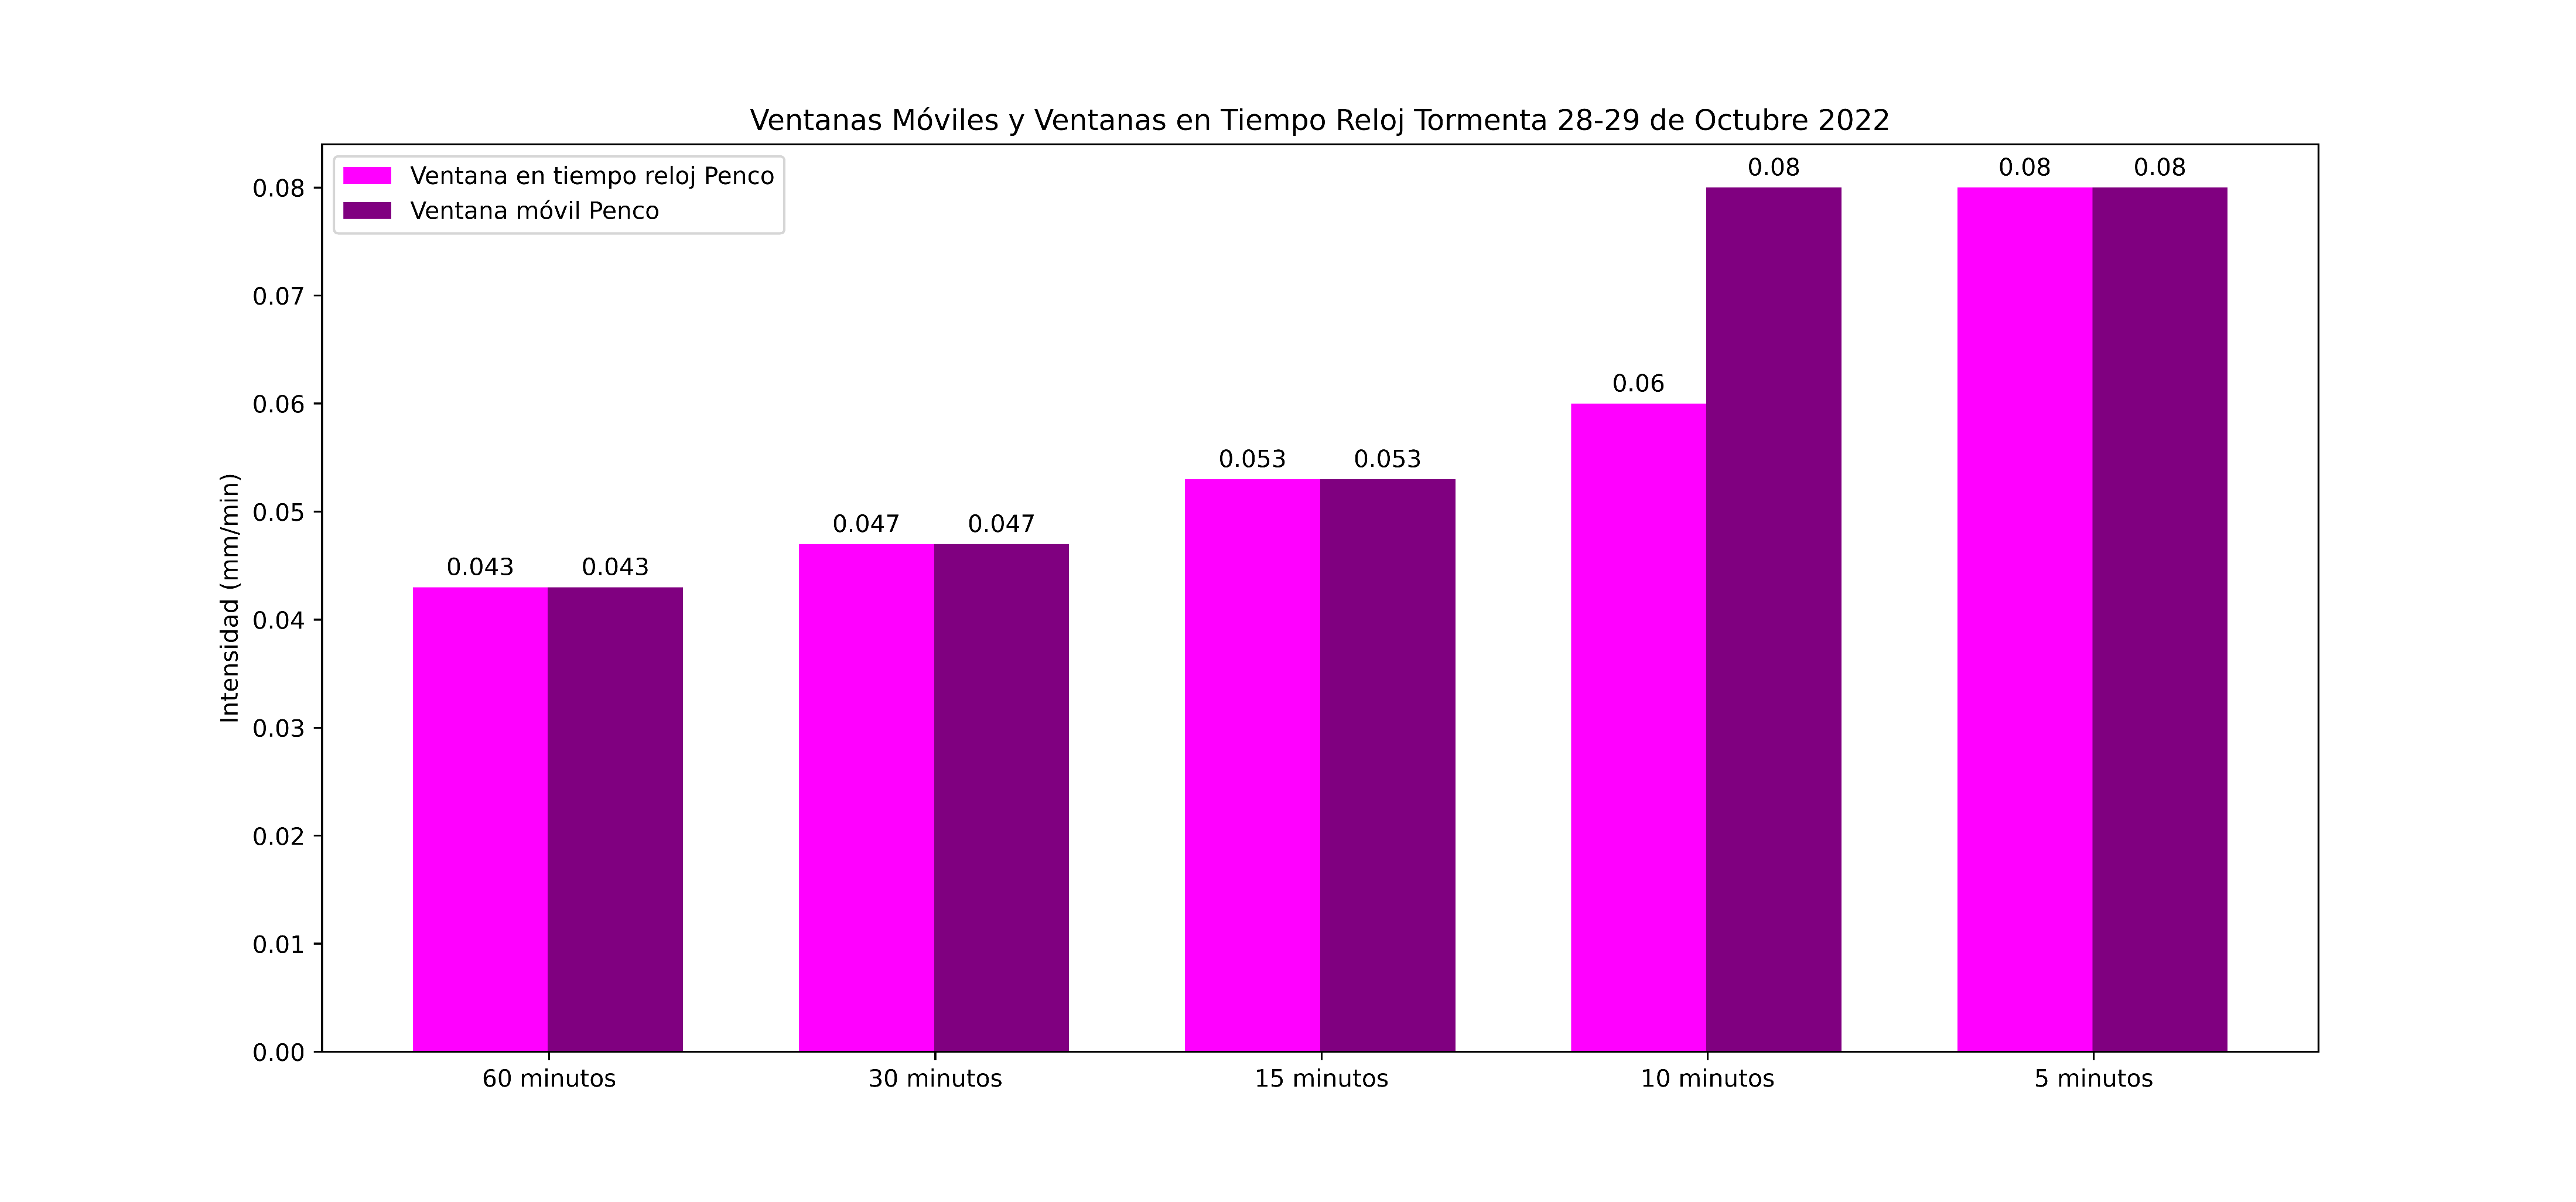 Ventanas Móviles y Ventanas en Tiempo Reloj Tormenta 28-29 de Octubre 2022
Ventana en tiempo reloj Penco
Ventana móvil Penco
Intensidad (mm/min)
0.08
0.07
0.06
0.05
0.04
0.03
0.02
0.01
0.00
0.043
0.043
0.047
0.047
0.053
0.053
0.06
0.08
0.08
0.08
60 minutos
30 minutos
15 minutos
10 minutos
5 minutos